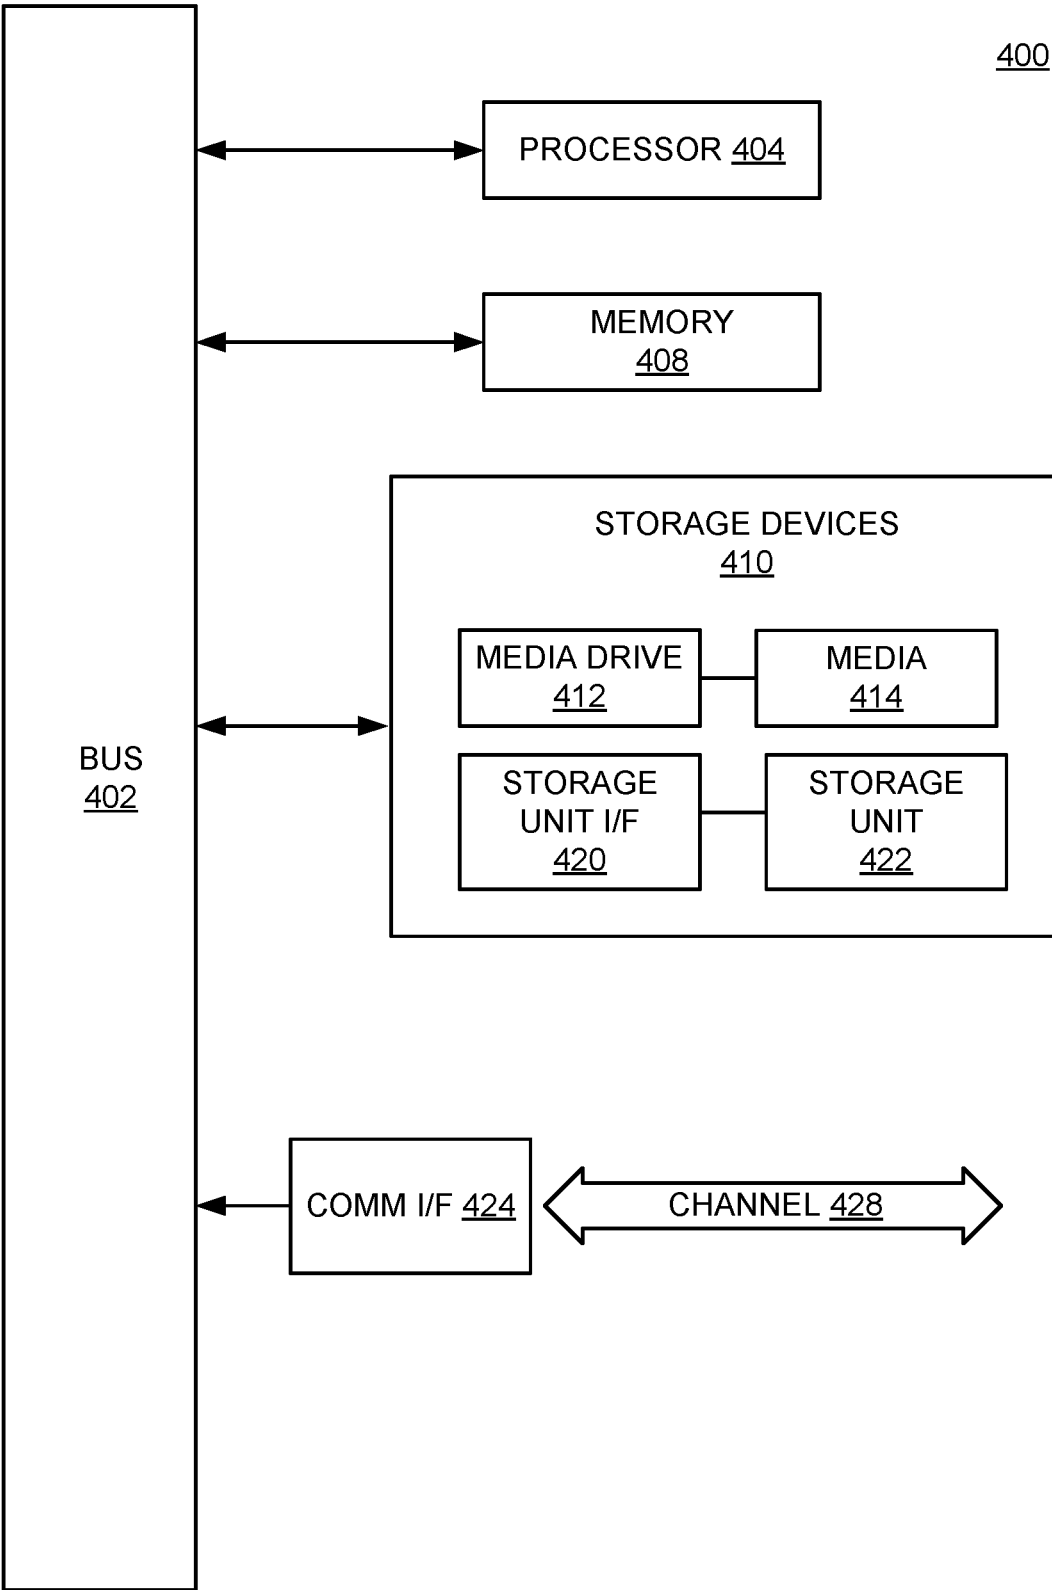 400
PROCESSOR 404
MEMORY
408
STORAGE DEVICES
410
MEDIA DRIVE
412
MEDIA
414
BUS
402
STORAGE
UNIT I/F
420
STORAGE
UNIT
422
COMM I/F 424
CHANNEL 428